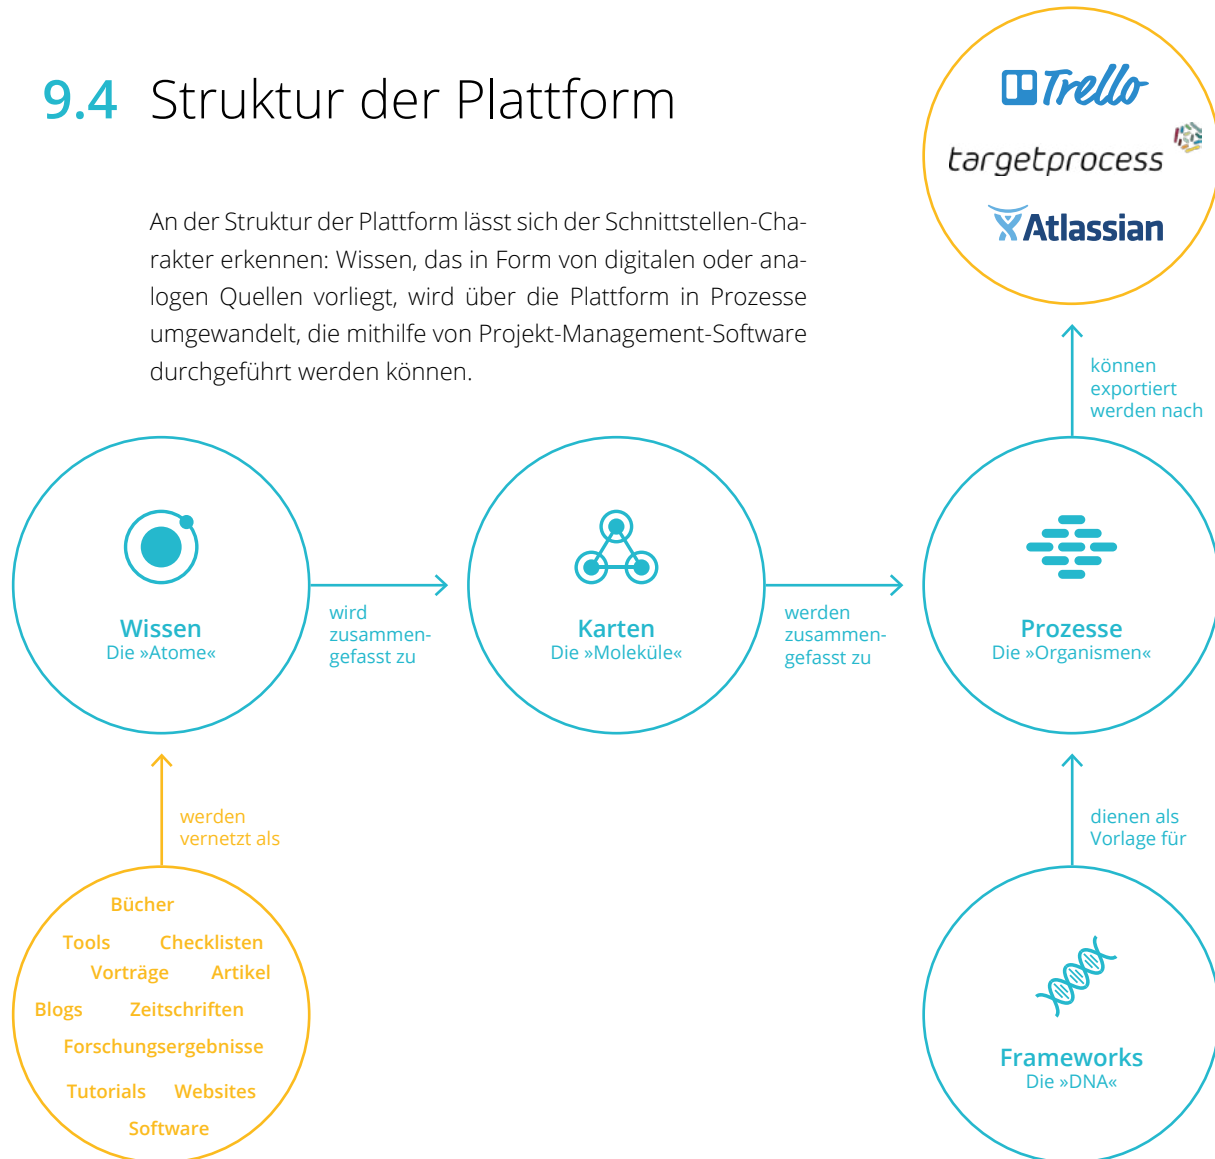 9.4 Struktur der Plattform
An der Struktur der Plattform lässt sich der Schnittstellen-Cha-
rakter erkennen: Wissen, das in Form von digitalen oder ana-
logen Quellen vorliegt, wird über die Plattform in Prozesse
umgewandelt, die mithilfe von Projekt-Management-Software
durchgeführt werden können.
Trello
targetprocess
Atlassian
können
exportiert
werden nach
Wissen
Die »Atome«
wird
zusammen-
gefasst zu
Karten
Die »Moleküle«
werden
zusammen-
gefasst zu
Prozesse
Die »Organismen«
werden
vernetzt als
dienen als
Vorlage für
Bücher
Tools Checklisten
Vorträge Artikel
Blogs Zeitschriften
Forschungsergebnisse
Tutorials Websites
Software
Frameworks
Die »DNA«